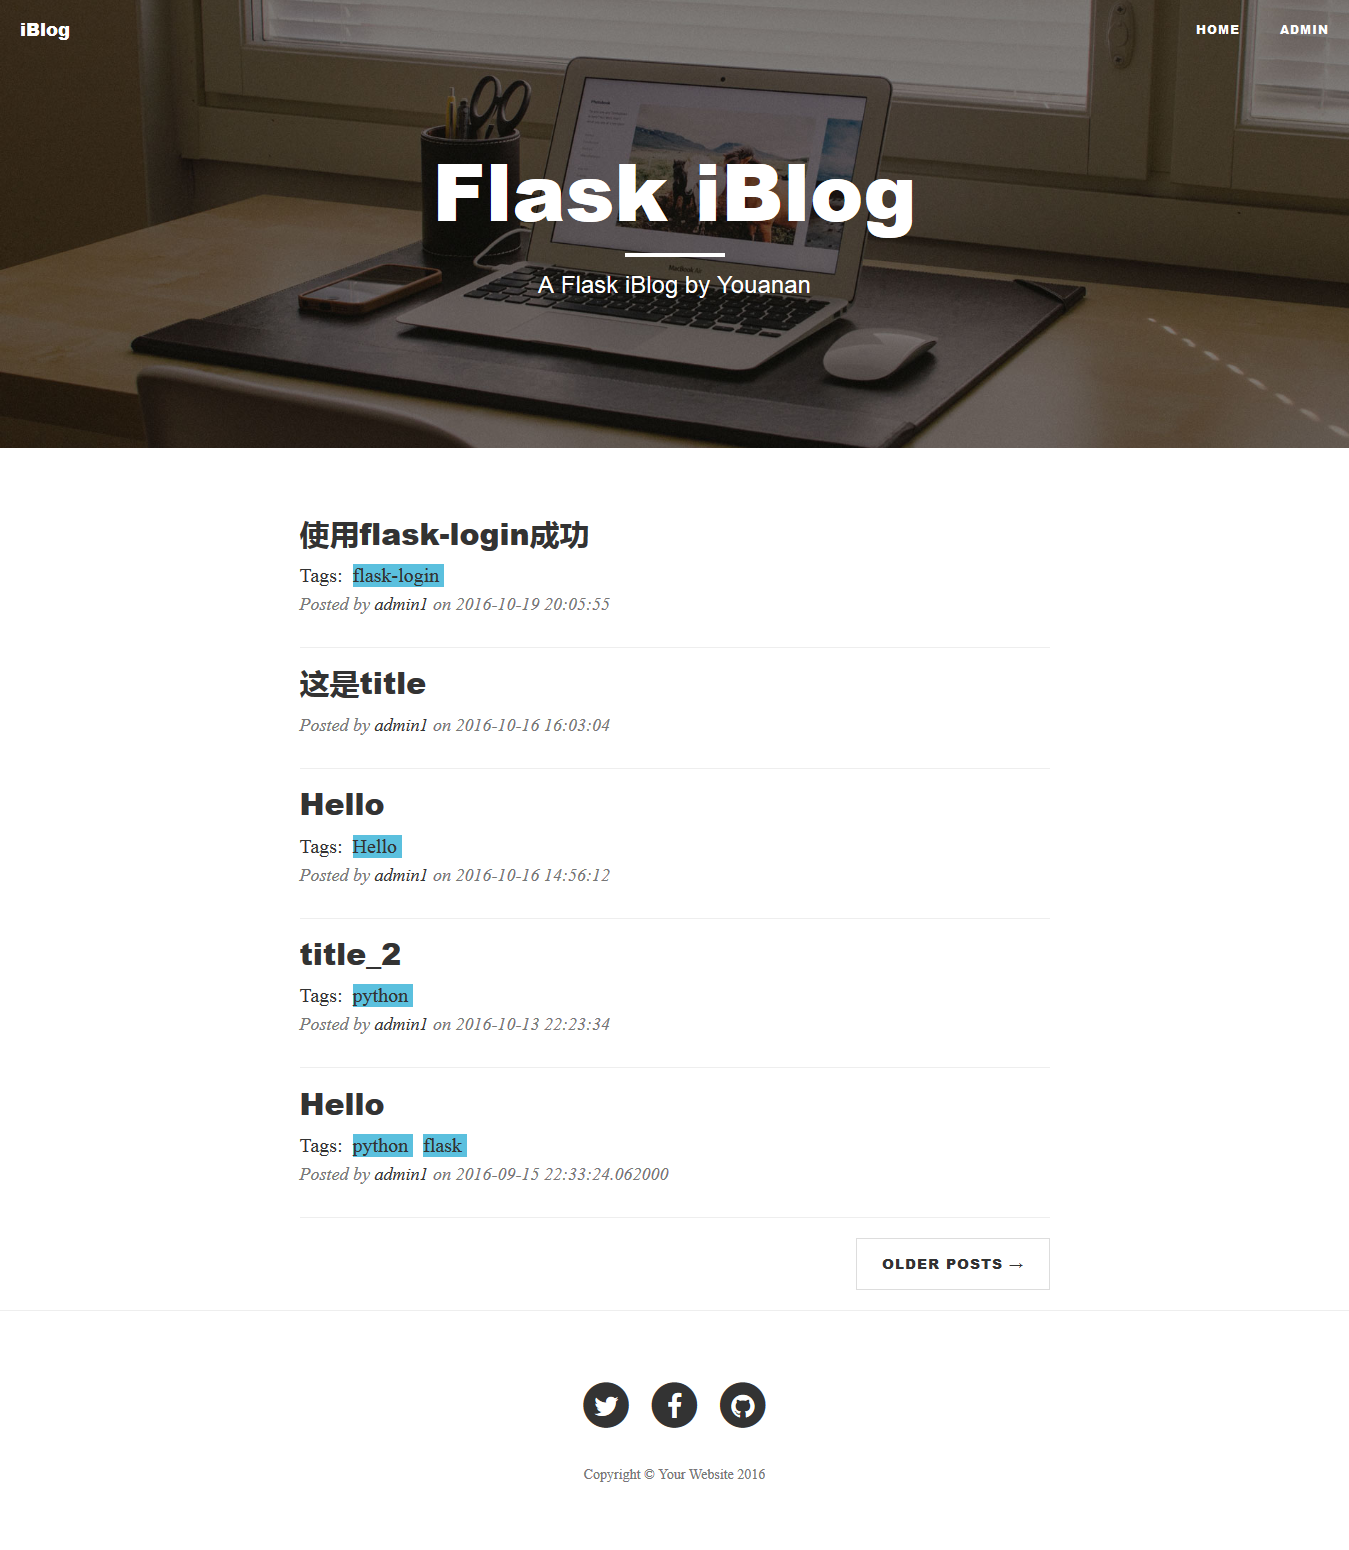 iBlog
HOME
ADMIN
Flask iBlog
A Flask iBlog by Youanan
使用flask-login成功
Tags: flask-login
Posted by admin1 on 2016-10-19 20:05:55
这是title
Posted by admin1 on 2016-10-16 16:03:04
Hello
Tags: Hello
Posted by admin1 on 2016-10-16 14:56:12
title_2
Tags: python
Posted by admin1 on 2016-10-13 22:23:34
Hello
Tags: python flask
Posted by admin1 on 2016-09-15 22:33:24.062000
OLDER POSTS →
Copyright © Your Website 2016